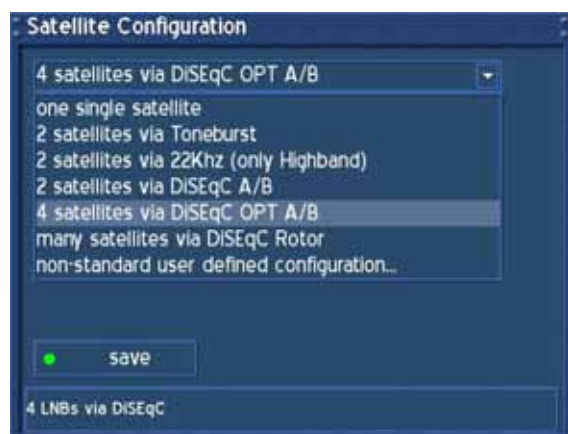 Satellite Configuration
4 satellites via DiSEqC OPT A/B
one single satellite
2 satellites via Toneburst
2 satellites via 22Khz (only Highband)
2 satellites via DiSEqC A/B
4 satellites via DiSEqC OPT A/B
many satellites via DiSEqC Rotor
non-standard user defined configuration...
save
4 LNBs via DiSEqC